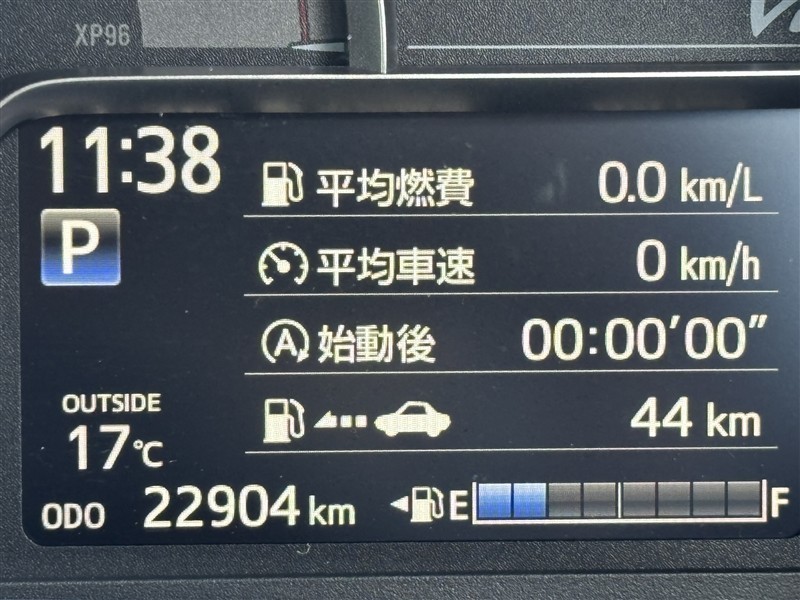 XP96
11:38
P
平均燃費 0.0 km/L
平均車速 0 km/h
A 始動後 00:00'00"
44 km
OUTSIDE
17℃
ODO 22904 km
E F